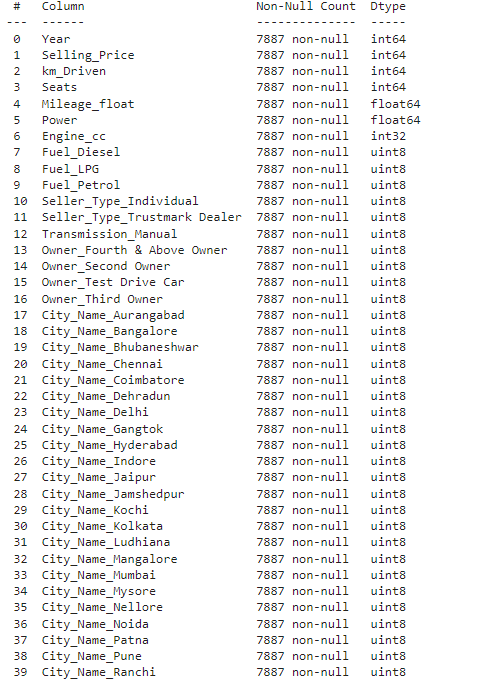 #   Column                      Non-Null Count  Dtype
---  ------                      --------------  -----
0   Year                        7887 non-null   int64
1   Selling_Price               7887 non-null   int64
2   km_Driven                   7887 non-null   int64
3   Seats                       7887 non-null   int64
4   Mileage_float               7887 non-null   float64
5   Power                       7887 non-null   float64
6   Engine_cc                   7887 non-null   int32
7   Fuel_Diesel                 7887 non-null   uint8
8   Fuel_LPG                    7887 non-null   uint8
9   Fuel_Petrol                 7887 non-null   uint8
10  Seller_Type_Individual      7887 non-null   uint8
11  Seller_Type_Trustmark Dealer  7887 non-null   uint8
12  Transmission_Manual         7887 non-null   uint8
13  Owner_Fourth & Above Owner  7887 non-null   uint8
14  Owner_Second Owner          7887 non-null   uint8
15  Owner_Test Drive Car        7887 non-null   uint8
16  Owner_Third Owner           7887 non-null   uint8
17  City_Name_Aurangabad        7887 non-null   uint8
18  City_Name_Bangalore         7887 non-null   uint8
19  City_Name_Bhubaneshwar      7887 non-null   uint8
20  City_Name_Chennai           7887 non-null   uint8
21  City_Name_Coimbatore        7887 non-null   uint8
22  City_Name_Dehradun          7887 non-null   uint8
23  City_Name_Delhi             7887 non-null   uint8
24  City_Name_Gangtok           7887 non-null   uint8
25  City_Name_Hyderabad         7887 non-null   uint8
26  City_Name_Indore            7887 non-null   uint8
27  City_Name_Jaipur            7887 non-null   uint8
28  City_Name_Jamshedpur        7887 non-null   uint8
29  City_Name_Kochi             7887 non-null   uint8
30  City_Name_Kolkata           7887 non-null   uint8
31  City_Name_Ludhiana          7887 non-null   uint8
32  City_Name_Mangalore         7887 non-null   uint8
33  City_Name_Mumbai            7887 non-null   uint8
34  City_Name_Mysore            7887 non-null   uint8
35  City_Name_Nellore           7887 non-null   uint8
36  City_Name_Noida             7887 non-null   uint8
37  City_Name_Patna             7887 non-null   uint8
38  City_Name_Pune              7887 non-null   uint8
39  City_Name_Ranchi            7887 non-null   uint8